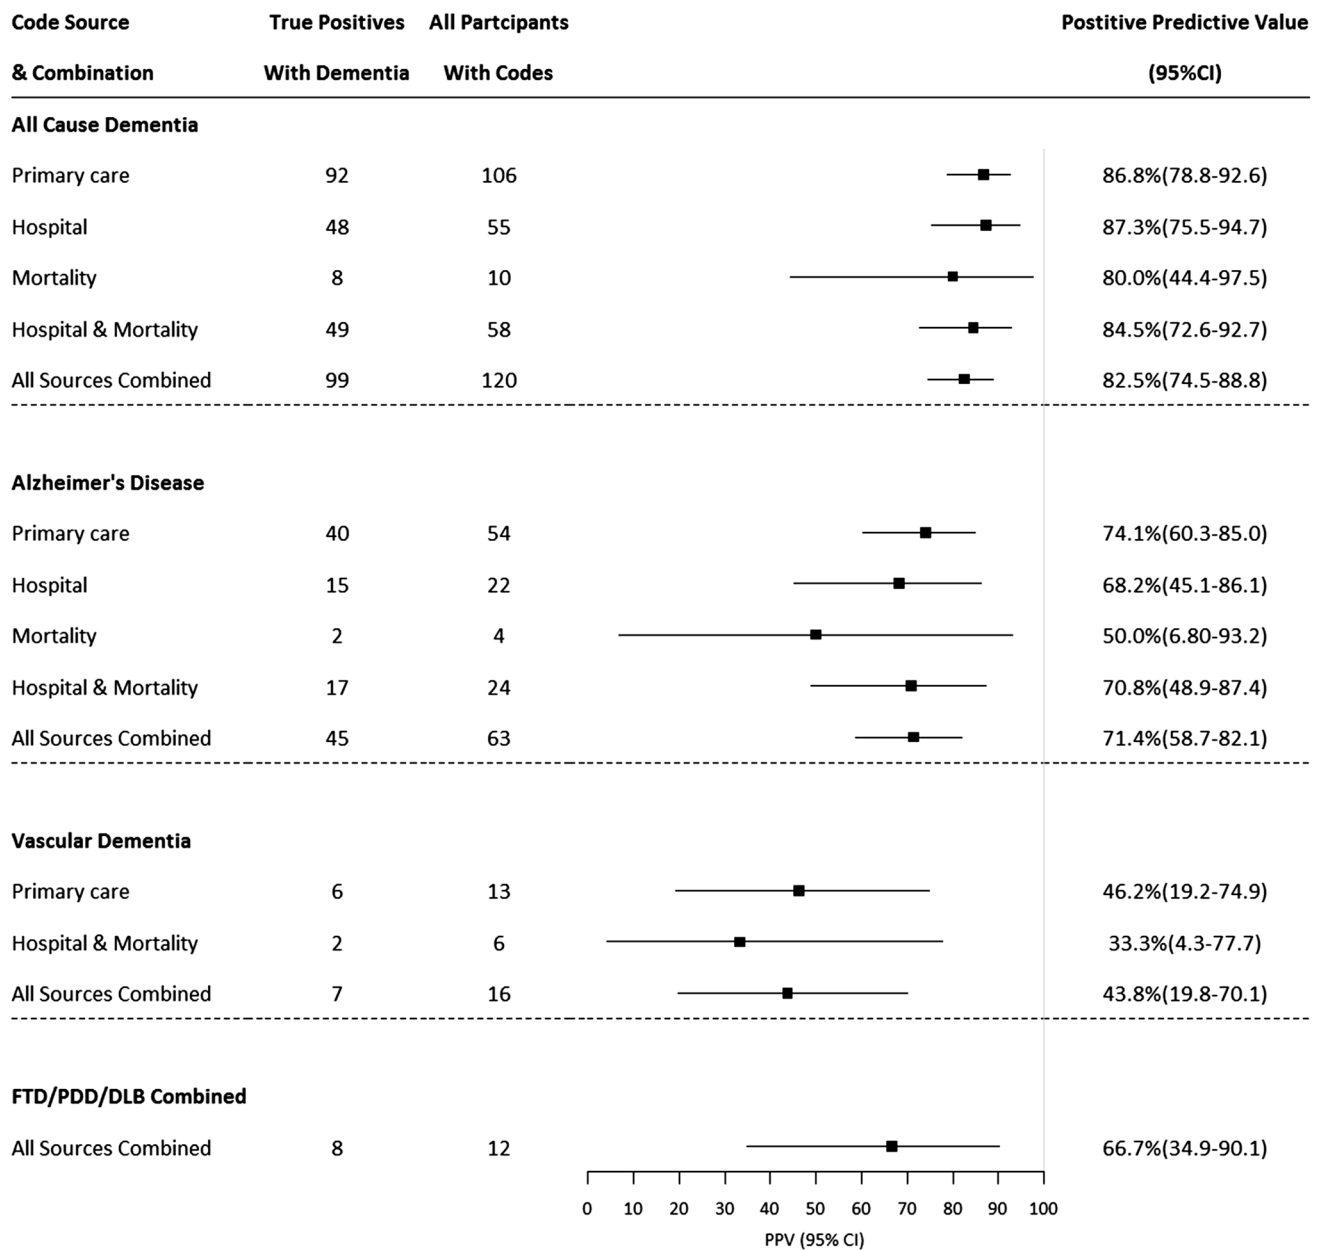 Code Source True Positives All Partcipants Postitive Predictive Value
& Combination With Dementia With Codes (95%CI)
All Cause Dementia
Primary care 92 106 86.8%(78.8-92.6)
Hospital 48 55 87.3%(75.5-94.7)
Mortality 8 10 80.0%(44.4-97.5)
Hospital & Mortality 49 58 84.5%(72.6-92.7)
All Sources Combined 99 120 82.5%(74.5-88.8)
Alzheimer's Disease
Primary care 40 54 74.1%(60.3-85.0)
Hospital 15 22 68.2%(45.1-86.1)
Mortality 2 4 50.0%(6.80-93.2)
Hospital & Mortality 17 24 70.8%(48.9-87.4)
All Sources Combined 45 63 71.4%(58.7-82.1)
Vascular Dementia
Primary care 6 13 46.2%(19.2-74.9)
Hospital & Mortality 2 6 33.3%(4.3-77.7)
All Sources Combined 7 16 43.8%(19.8-70.1)
FTD/PDD/DLB Combined
All Sources Combined 8 12 66.7%(34.9-90.1)
0 10 20 30 40 50 60 70 80 90 100
PPV (95% CI)